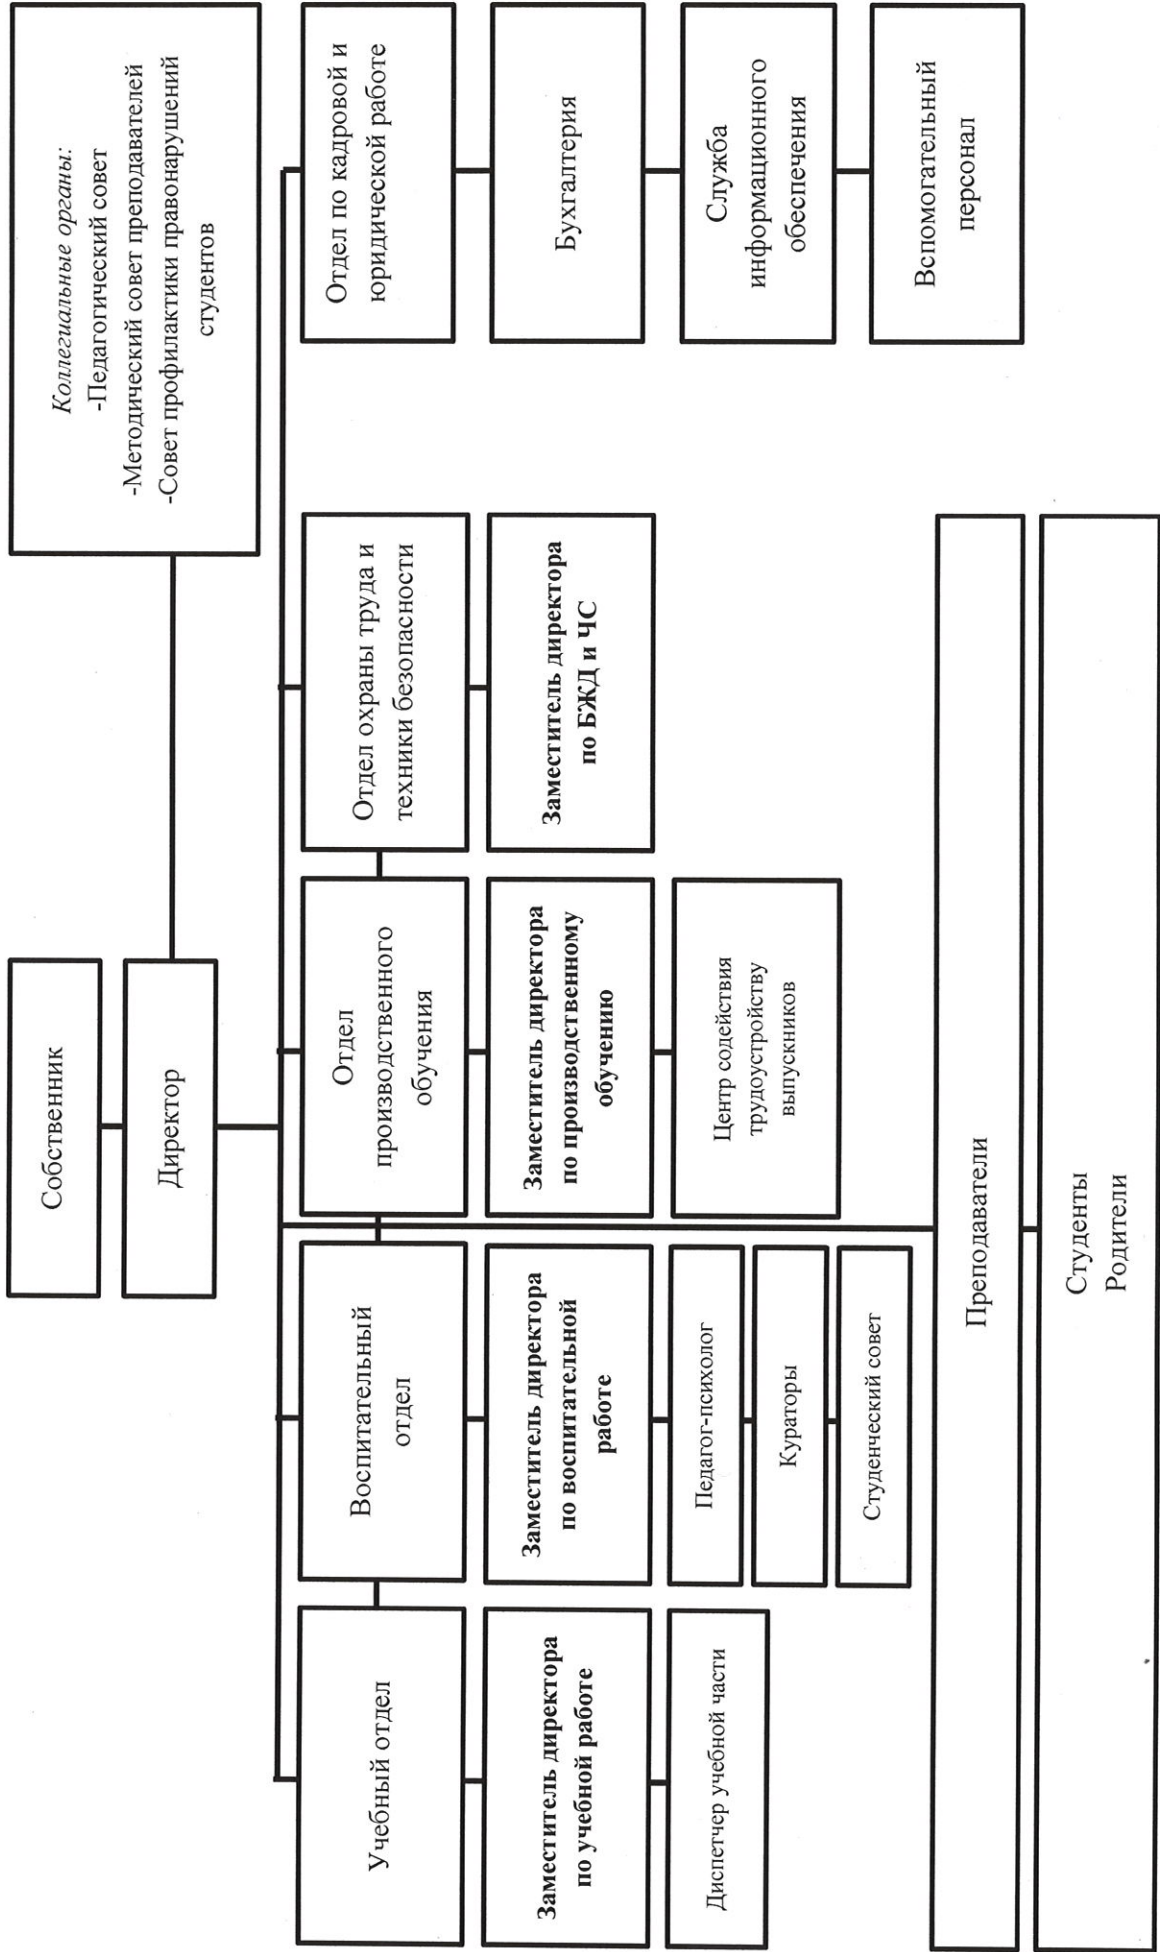 Собственник
Директор
Коллегиальные органы:
-Педагогический совет
-Методический совет преподавателей
-Совет профилактики правонарушений
студентов
Учебный отдел
Заместитель директора
по учебной работе
Диспетчер учебной части
Воспитательный
отдел
Заместитель директора
по воспитательной
работе
Педагог-психолог
Кураторы
Студенческий совет
Отдел
производственного
обучения
Заместитель директора
по производственному
обучению
Центр содействия
трудоустройству
выпускников
Отдел охраны труда и
техники безопасности
Заместитель директора
по БЖД и ЧС
Отдел по кадровой и
юридической работе
Бухгалтерия
Служба
информационного
обеспечения
Вспомогательный
персонал
Преподаватели
Студенты
Родители